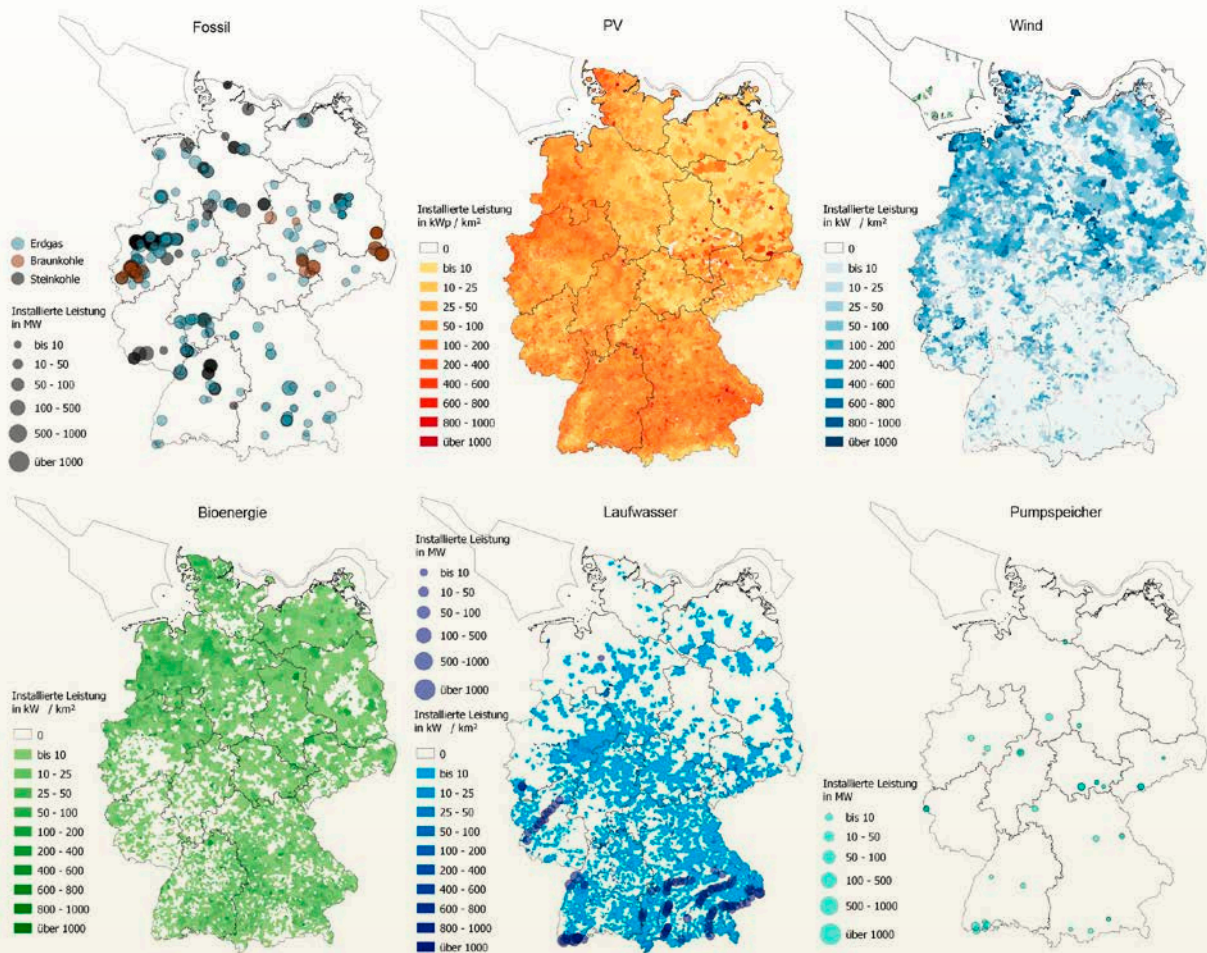 Fossil
Erdgas
Braunkohle
Steinkohle
Installierte Leistung
in MW
bis 10
10 - 50
50 - 100
100 - 500
500 - 1000
über 1000
PV
Installierte Leistung
in kWp / km²
0
bis 10
10 - 25
25 - 50
50 - 100
100 - 200
200 - 400
400 - 600
600 - 800
800 - 1000
über 1000
Wind
Installierte Leistung
in kW / km²
0
bis 10
10 - 25
25 - 50
50 - 100
100 - 200
200 - 400
400 - 600
600 - 800
800 - 1000
über 1000
Bioenergie
Installierte Leistung
in kW / km²
0
bis 10
10 - 25
25 - 50
50 - 100
100 - 200
200 - 400
400 - 600
600 - 800
800 - 1000
über 1000
Laufwasser
Installierte Leistung
in MW
bis 10
10 - 50
50 - 100
100 - 500
500 -1000
über 1000
Installierte Leistung
in kW / km²
0
bis 10
10 - 25
25 - 50
50 - 100
100 - 200
200 - 400
400 - 600
600 - 800
800 - 1000
über 1000
Pumpspeicher
Installierte Leistung
in MW
bis 10
10 - 50
50 - 100
100 - 500
500 - 1000
über 1000